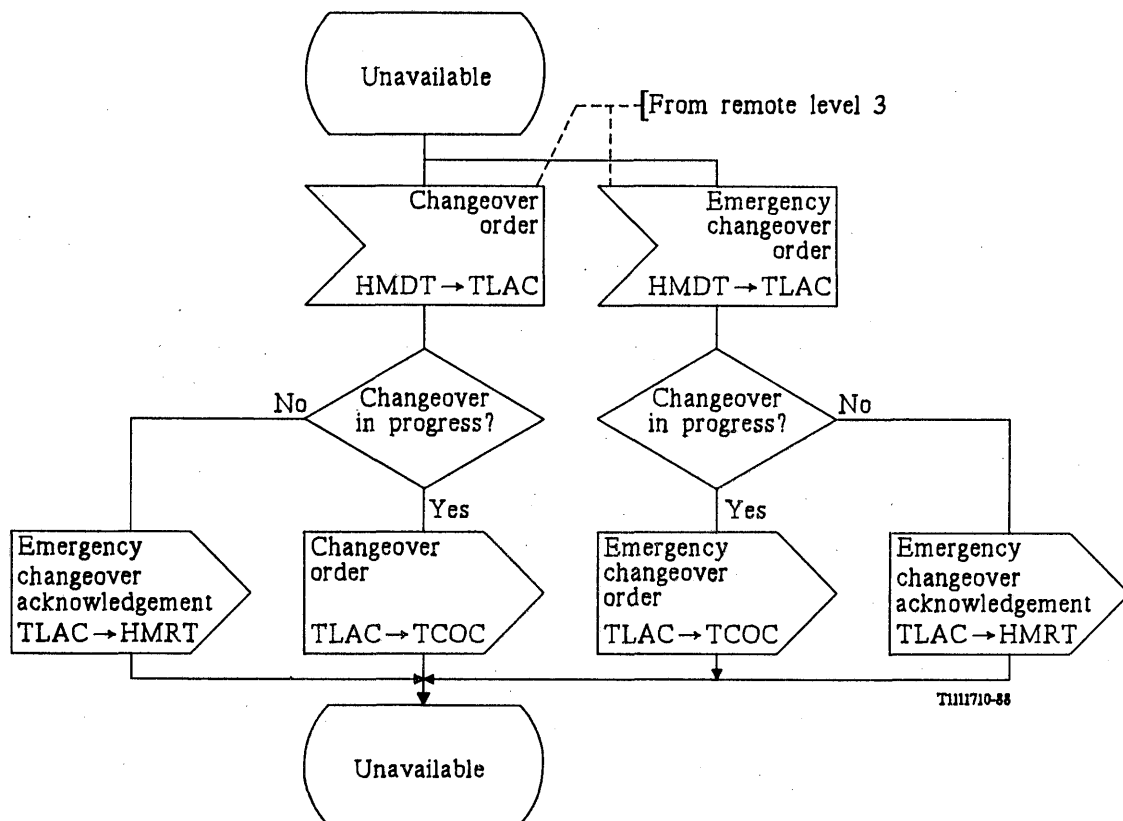 Unavailable
[From remote level 3
Changeover
order
HMDT→TLAC
Emergency
changeover
order
HMDT→TLAC
No
Changeover
in progress?
Yes
Changeover
in progress?
No
Yes
Emergency
changeover
acknowledgement
TLAC→HMRT
Changeover
order
TLAC→TCOC
Emergency
changeover
order
TLAC→TCOC
Emergency
changeover
acknowledgement
TLAC→HMRT
T1111710-88
Unavailable